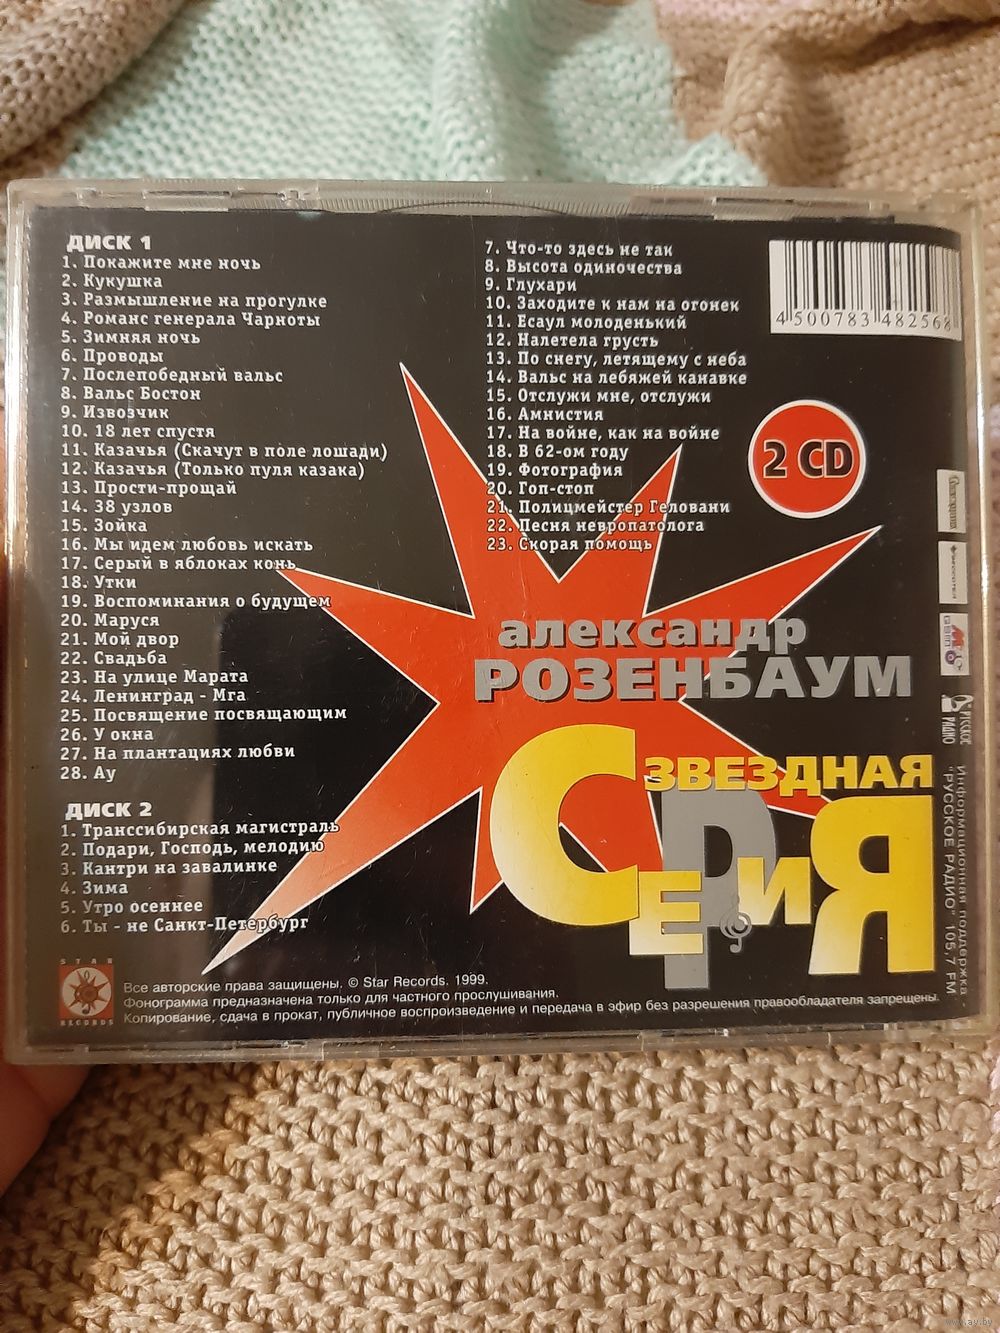 ДИСК 1
1. Покажите мне ночь
2. Кукушка
3. Размышление на прогулке
4. Романс генерала Чарноты
5. Зимняя ночь
6. Проводы
7. Послепобедный вальс
8. Вальс Бостон
9. Извозчик
10. 18 лет спустя
11. Казачья (Скачут в поле лошади)
12. Казачья (Только пуля казака)
13. Прости-прощай
14. 38 узлов
15. Зойка
16. Мы идем любовь искать
17. Серый в яблоках конь
18. Утки
19. Воспоминания о будущем
20. Маруся
21. Мой двор
22. Свадьба
23. На улице Марата
24. Ленинград - Мга
25. Посвящение посвящающим
26. У окна
27. На плантациях любви
28. Ау
ДИСК 2
1. Транссибирская магистраль
2. Подари, Господь, мелодию
3. Кантри на завалинке
4. Зима
5. Утро осеннее
6. Ты - не Санкт-Петербург
7. Что-то здесь не так
8. Высота одиночества
9. Глухари
10. Заходите к нам на огонек
11. Есаул молоденький
12. Налетела грусть
13. По снегу, летящему с неба
14. Вальс на лебяжей канавке
15. Отслужи мне, отслужи
16. Амнистия
17. На войне, как на войне
18. В 62-ом году
19. Фотография
20. Гоп-стоп
21. Полицмейстер Геловани
22. Песня невропатолога
23. Скорая помощь
4 500783 482568
2 CD
александр
РОЗЕНБАУМ
ЗВЕЗДНАЯ
СЕРИЯ
РУССКОЕ
РАДИО
Информационная поддержка
"РУССКОЕ РАДИО" 105,7 FM
STAR
RECORDS
Все авторские права защищены. © Star Records. 1999.
Фонограмма предназначена только для частного прослушивания.
Копирование, сдача в прокат, публичное воспроизведение и передача в эфир без разрешения правообладателя запрещены.
www.ay.by